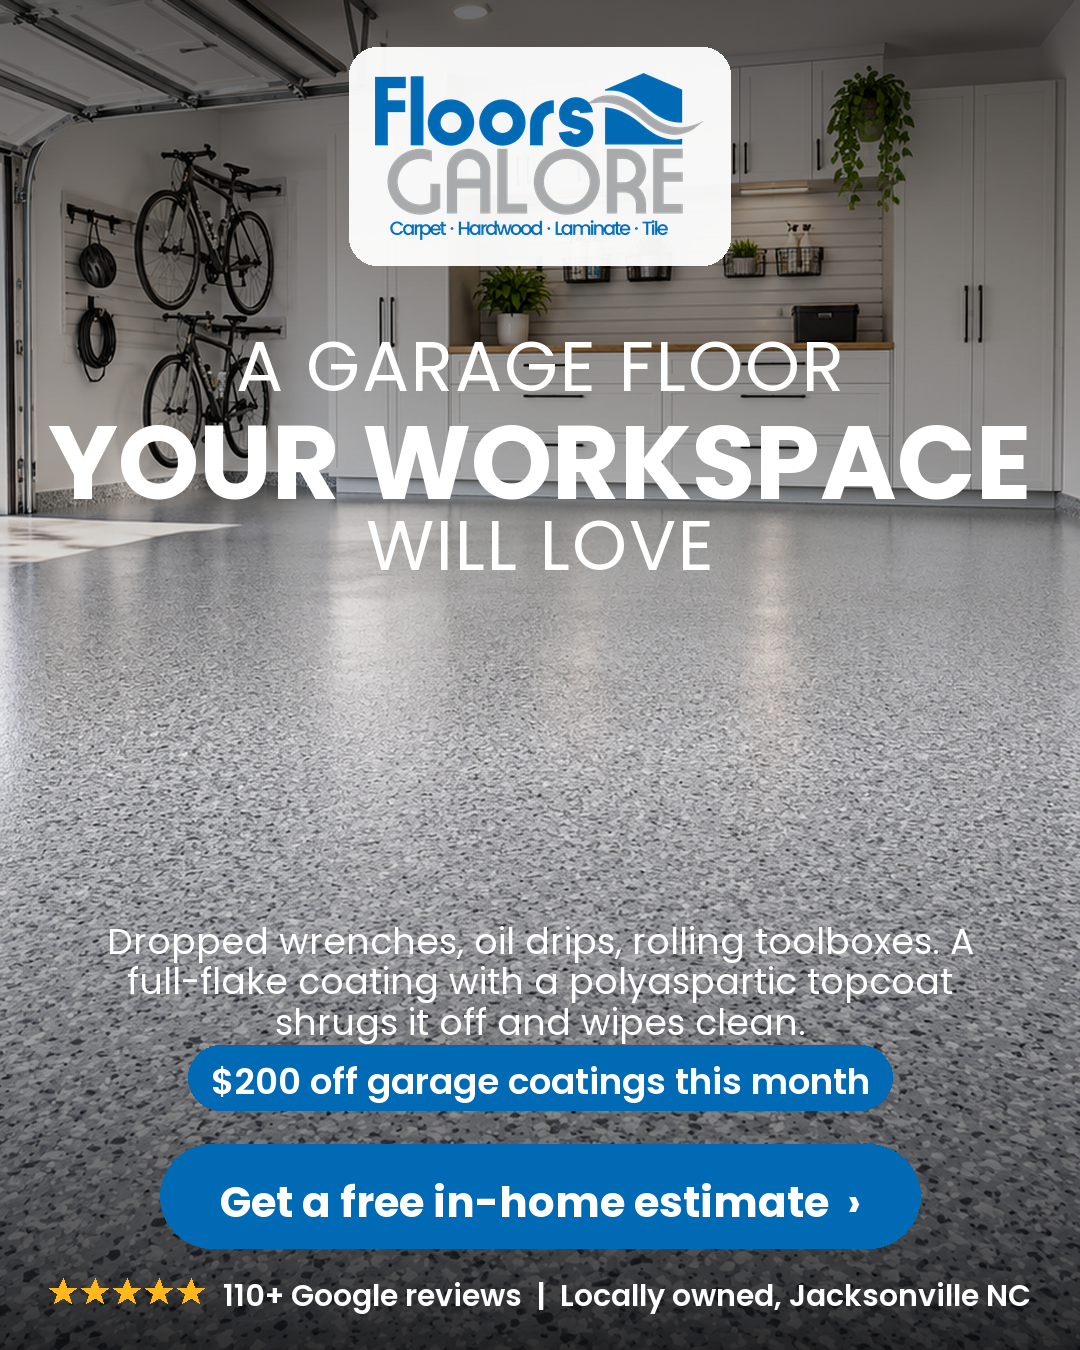 Floors
GALORE
Carpet · Hardwood · Laminate · Tile
A GARAGE FLOOR
YOUR WORKSPACE
WILL LOVE
Dropped wrenches, oil drips, rolling toolboxes. A
full-flake coating with a polyaspartic topcoat
shrugs it off and wipes clean.
$200 off garage coatings this month
Get a free in-home estimate ›
★★★★★ 110+ Google reviews | Locally owned, Jacksonville NC